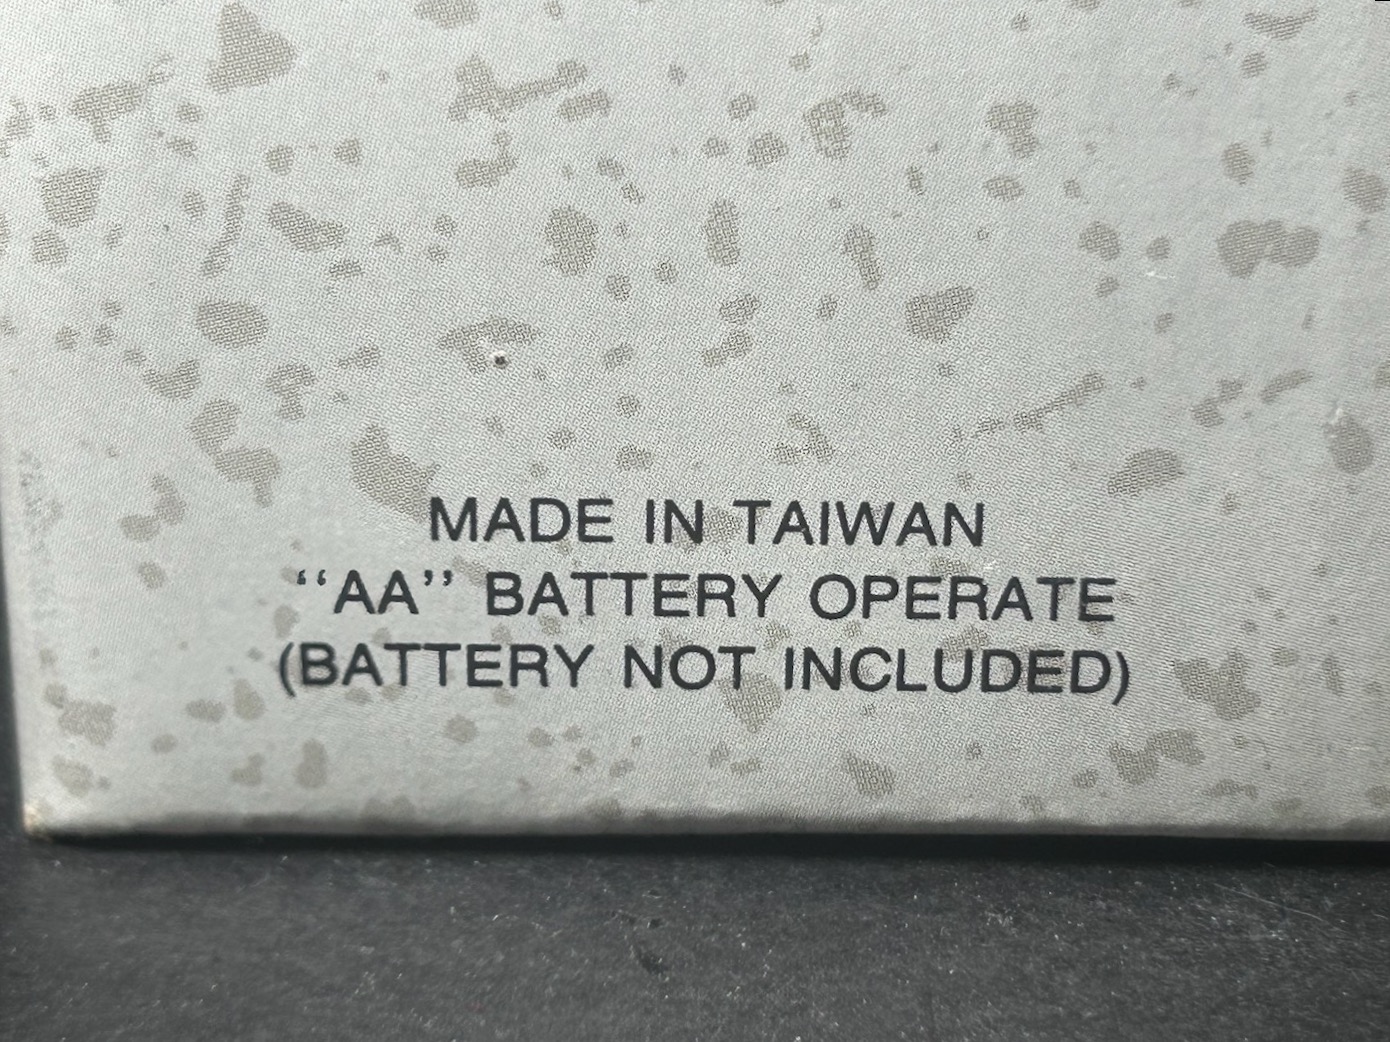 MADE IN TAIWAN
“AA” BATTERY OPERATE
(BATTERY NOT INCLUDED)